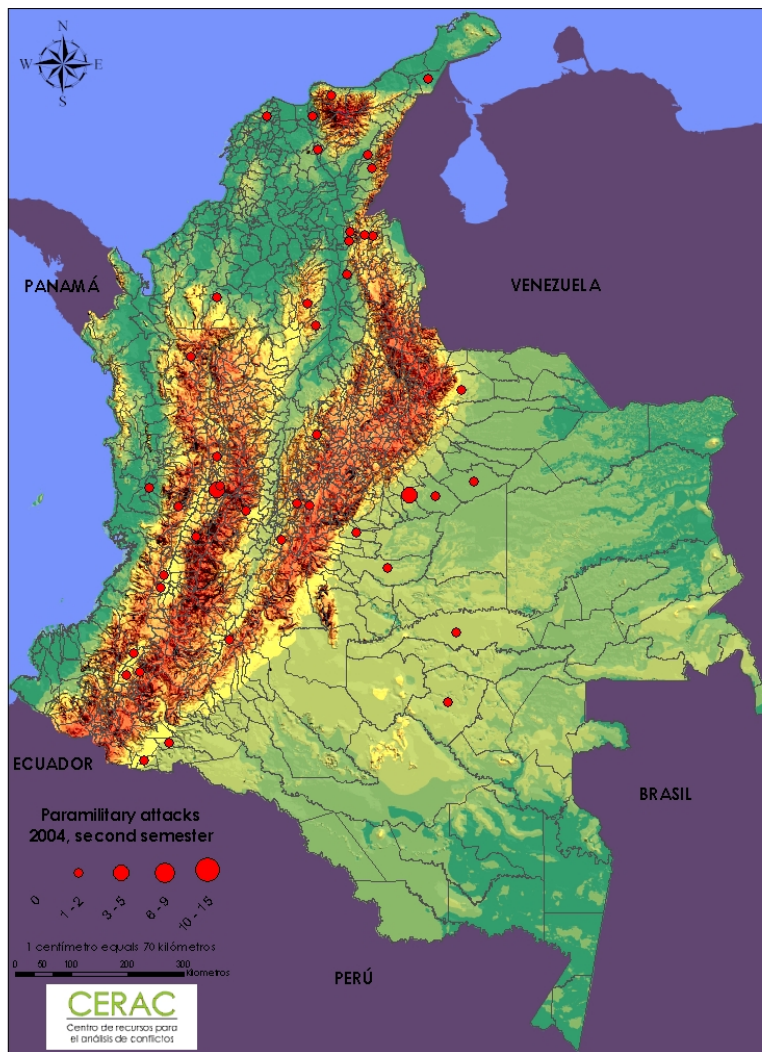 N
W E
S
PANAMÁ
VENEZUELA
ECUADOR
BRASIL
Paramilitary attacks
2004, second semester
0
1 - 2
3 - 5
6 - 9
10 - 15
1 centímetro equals 70 kilómetros
0 50 100 200 300
Kilometros
PERÚ
CERAC
Centro de recursos para
el análisis de conflictos